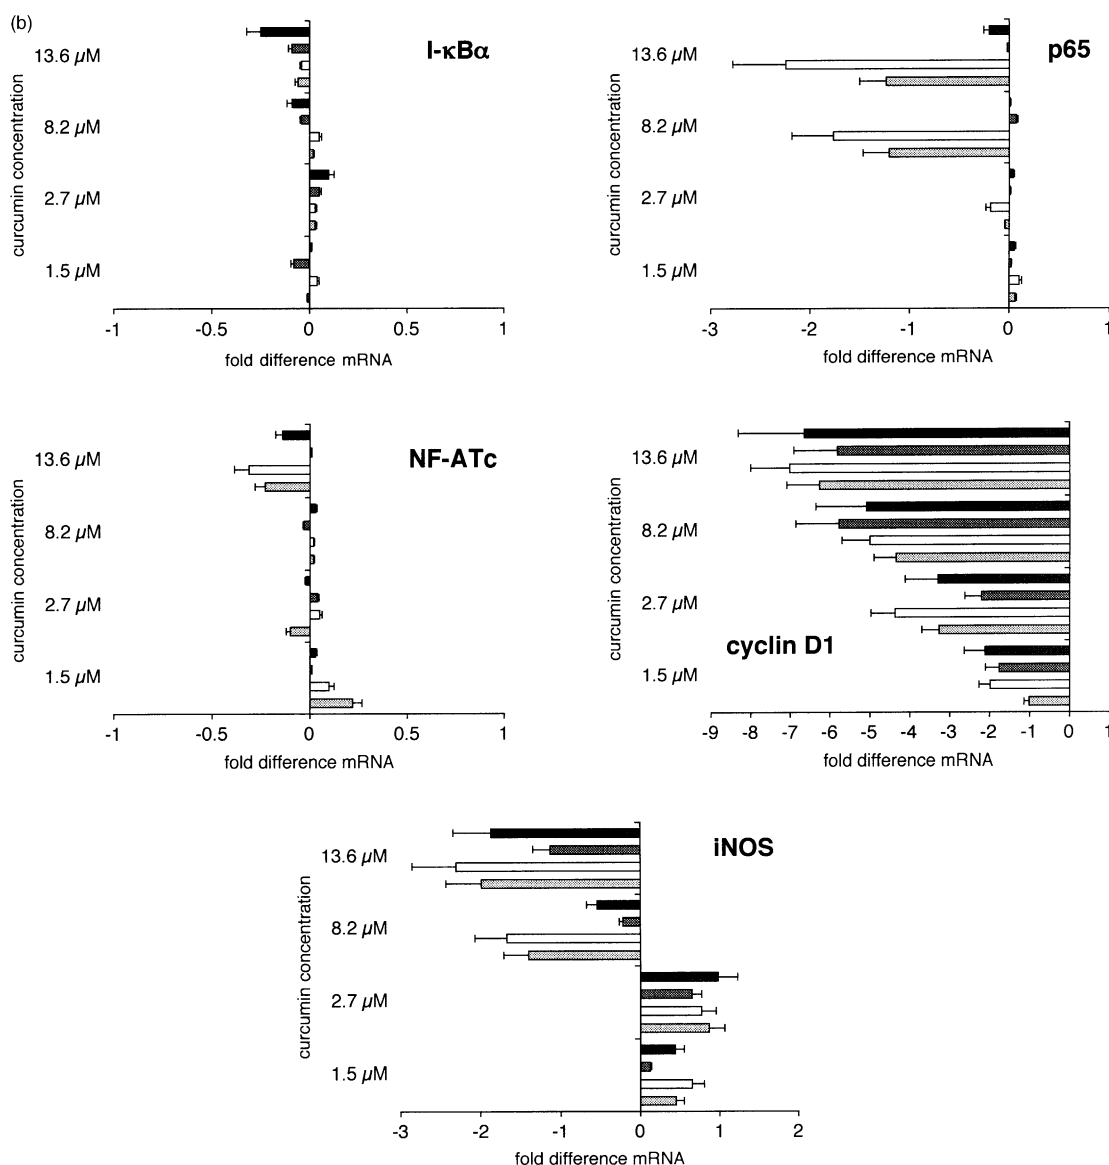 (b)
I-κBα
curcumin concentration
13.6 µM
8.2 µM
2.7 µM
1.5 µM
-1 -0.5 0 0.5 1
fold difference mRNA
p65
curcumin concentration
13.6 µM
8.2 µM
2.7 µM
1.5 µM
-3 -2 -1 0 1
fold difference mRNA
NF-ATc
curcumin concentration
13.6 µM
8.2 µM
2.7 µM
1.5 µM
-1 -0.5 0 0.5 1
fold difference mRNA
cyclin D1
curcumin concentration
13.6 µM
8.2 µM
2.7 µM
1.5 µM
-9 -8 -7 -6 -5 -4 -3 -2 -1 0 1
fold difference mRNA
iNOS
curcumin concentration
13.6 µM
8.2 µM
2.7 µM
1.5 µM
-3 -2 -1 0 1 2
fold difference mRNA